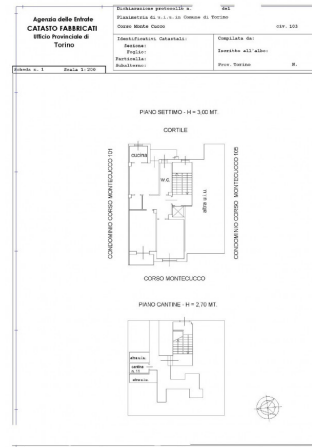 Agenzia delle Entrate
CATASTO FABBRICATI
Ufficio Provinciale di
Torino
Dichiarazione protocollo n. del
Planimetria di u.i.u. in Comune di Torino
Corso Monte Cucco civ. 103
Identificativi Catastali:
Sezione:
Foglio:
Particella:
Subalterno:
Compilata da:
Iscritto all'albo:
Prov. Torino N.
Scheda n. 1 Scala 1:200
PIANO SETTIMO - H = 3.00 MT.
CORTILE
CONDOMINIO CORSO MONTECUCCO 101
cucina
w.c.
CONDOMINIO CORSO MONTECUCCO 105
CORSO MONTECUCCO
PIANO CANTINE - H = 2.70 MT.
cantina